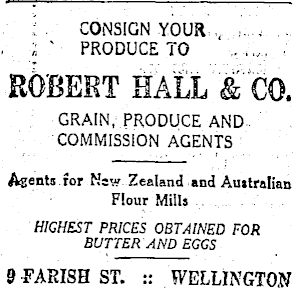 CONSIGN YOUR
PRODUCE TO
ROBERT HALL & CO.
GRAIN, PRODUCE AND
COMMISSION AGENTS
Agents for New Zealand and Australian
Flour Mills
HIGHEST PRICES OBTAINED FOR
BUTTER AND EGGS
9 FARISH ST. :: WELLINGTON